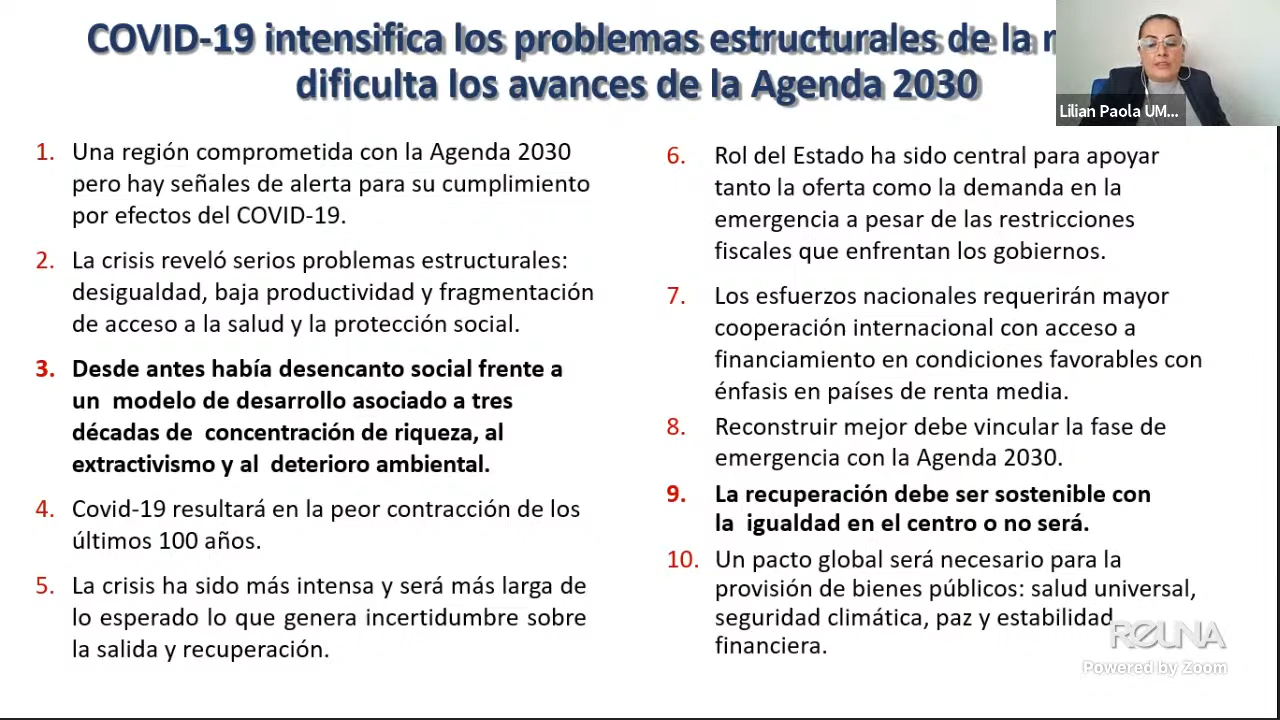 COVID-19 intensifica los problemas estructurales de la
dificulta los avances de la Agenda 2030
Lilian Paola UM...
1. Una región comprometida con la Agenda 2030
pero hay señales de alerta para su cumplimiento
por efectos del COVID-19.
2. La crisis reveló serios problemas estructurales:
desigualdad, baja productividad y fragmentación
de acceso a la salud y la protección social.
3. Desde antes había desencanto social frente a
un modelo de desarrollo asociado a tres
décadas de concentración de riqueza, al
extractivismo y al deterioro ambiental.
4. Covid-19 resultará en la peor contracción de los
últimos 100 años.
5. La crisis ha sido más intensa y será más larga de
lo esperado lo que genera incertidumbre sobre
la salida y recuperación.
6. Rol del Estado ha sido central para apoyar
tanto la oferta como la demanda en la
emergencia a pesar de las restricciones
fiscales que enfrentan los gobiernos.
7. Los esfuerzos nacionales requerirán mayor
cooperación internacional con acceso a
financiamiento en condiciones favorables con
énfasis en países de renta media.
8. Reconstruir mejor debe vincular la fase de
emergencia con la Agenda 2030.
9. La recuperación debe ser sostenible con
la igualdad en el centro o no será.
10. Un pacto global será necesario para la
provisión de bienes públicos: salud universal,
seguridad climática, paz y estabilidad
financiera.
REUNA
Powered by Zoom